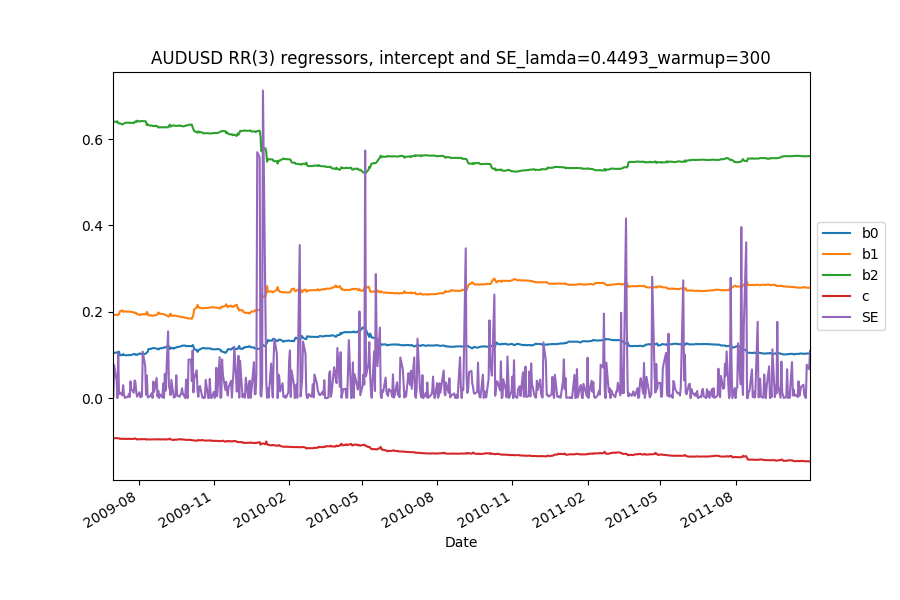 AUDUSD RR(3) regressors, intercept and SE_lamda=0.4493_warmup=300
0.6
0.4
0.2
0.0
b0
b1
b2
c
SE
2009-08
2009-11
2010-02
2010-05
2010-08
2010-11
2011-02
2011-05
2011-08
Date